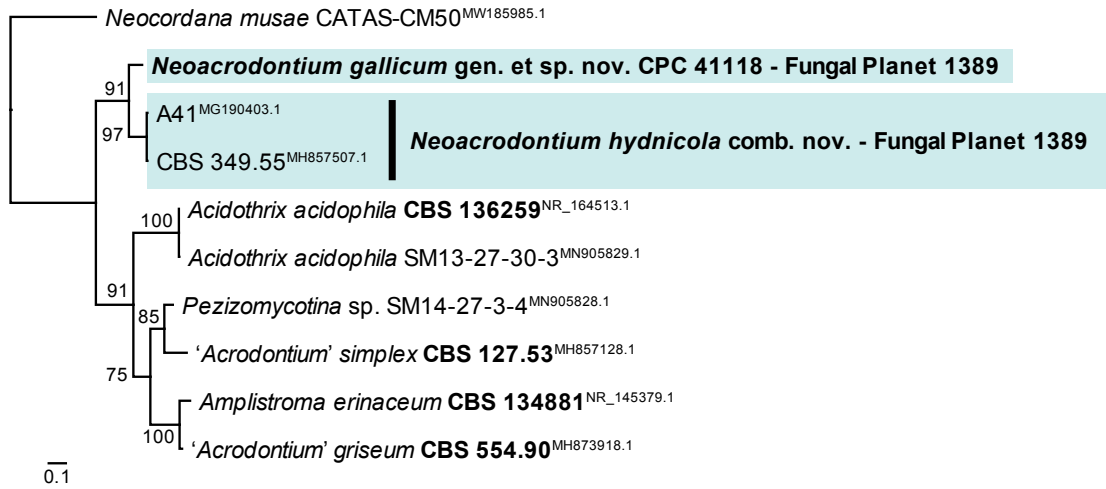 Neocordana musae CATAS-CM50MW185985.1
Neoacrodontium gallicum gen. et sp. nov. CPC 41118 - Fungal Planet 1389
91
A41MG190403.1
97
Neoacrodontium hydnicola comb. nov. - Fungal Planet 1389
CBS 349.55MH857507.1
Acidothrix acidophila CBS 136259NR_164513.1
100
Acidothrix acidophila SM13-27-30-3MN905829.1
91
Pezizomycotina sp. SM14-27-3-4MN905828.1
85
'Acrodontium' simplex CBS 127.53MH857128.1
75
Amplistroma erinaceum CBS 134881NR_145379.1
100
'Acrodontium' griseum CBS 554.90MH873918.1
0.1